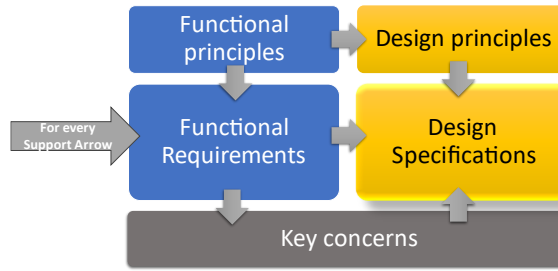 Functional
principles
Design principles
For every
Support Arrow
Functional
Requirements
Design
Specifications
Key concerns